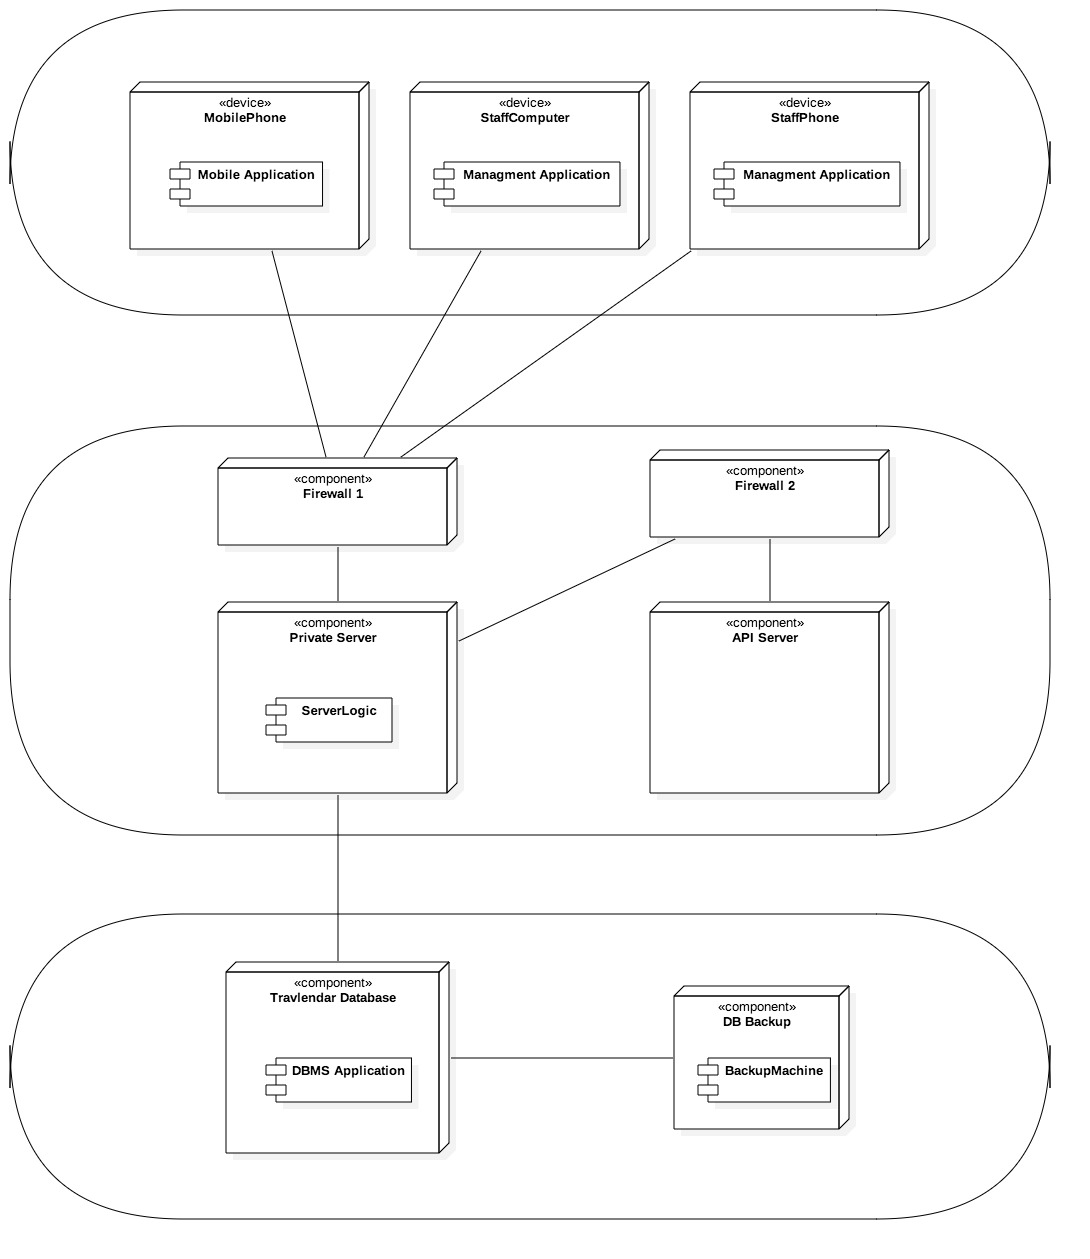 «device»
MobilePhone
Mobile Application
«device»
StaffComputer
Managment Application
«device»
StaffPhone
Managment Application
«component»
Firewall 1
«component»
Firewall 2
«component»
Private Server
ServerLogic
«component»
API Server
«component»
Travlendar Database
DBMS Application
«component»
DB Backup
BackupMachine